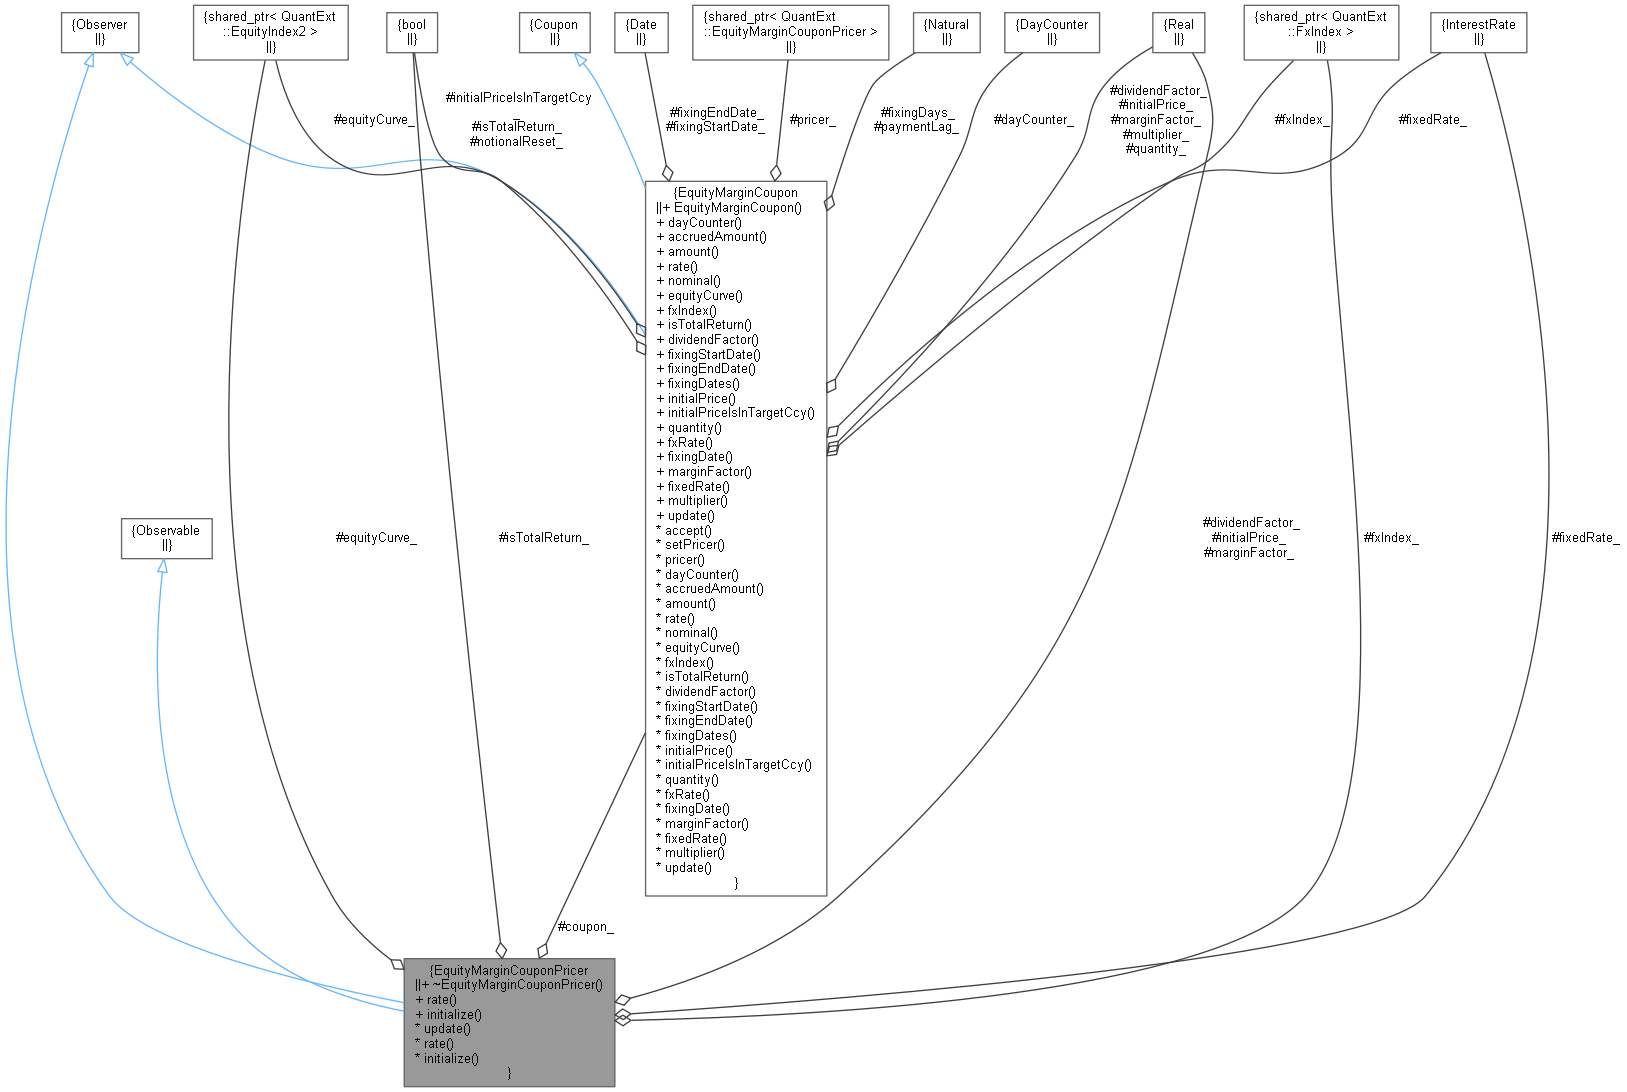 {Observer
||}
{shared_ptr< QuantExt
::EquityIndex2 >
||}
{bool
||}
{Coupon
||}
{Date
||}
{shared_ptr< QuantExt
::EquityMarginCouponPricer >
||}
{Natural
||}
{DayCounter
||}
{Real
||}
{shared_ptr< QuantExt
::FxIndex >
||}
{InterestRate
||}
#equityCurve_
#initialPriceIsInTargetCcy
_
#isTotalReturn_
#notionalReset_
#fixingEndDate_
#fixingStartDate_
#pricer_
#fixingDays_
#paymentLag_
#dayCounter_
#dividendFactor_
#initialPrice_
#marginFactor_
#multiplier_
#quantity_
#fxIndex_
#fixedRate_
{EquityMarginCoupon
||+ EquityMarginCoupon()
+ dayCounter()
+ accruedAmount()
+ amount()
+ rate()
+ nominal()
+ equityCurve()
+ fxIndex()
+ isTotalReturn()
+ dividendFactor()
+ fixingStartDate()
+ fixingEndDate()
+ fixingDates()
+ initialPrice()
+ initialPriceIsInTargetCcy()
+ quantity()
+ fxRate()
+ fixingDate()
+ marginFactor()
+ fixedRate()
+ multiplier()
+ update()
* accept()
* setPricer()
* pricer()
* dayCounter()
* accruedAmount()
* amount()
* rate()
* nominal()
* equityCurve()
* fxIndex()
* isTotalReturn()
* dividendFactor()
* fixingStartDate()
* fixingEndDate()
* fixingDates()
* initialPrice()
* initialPriceIsInTargetCcy()
* quantity()
* fxRate()
* fixingDate()
* marginFactor()
* fixedRate()
* multiplier()
* update()
}
{Observable
||}
#equityCurve_
#isTotalReturn_
#dividendFactor_
#initialPrice_
#marginFactor_
#fxIndex_
#fixedRate_
#coupon_
{EquityMarginCouponPricer
||+ ~EquityMarginCouponPricer()
+ rate()
+ initialize()
* update()
* rate()
* initialize()
}